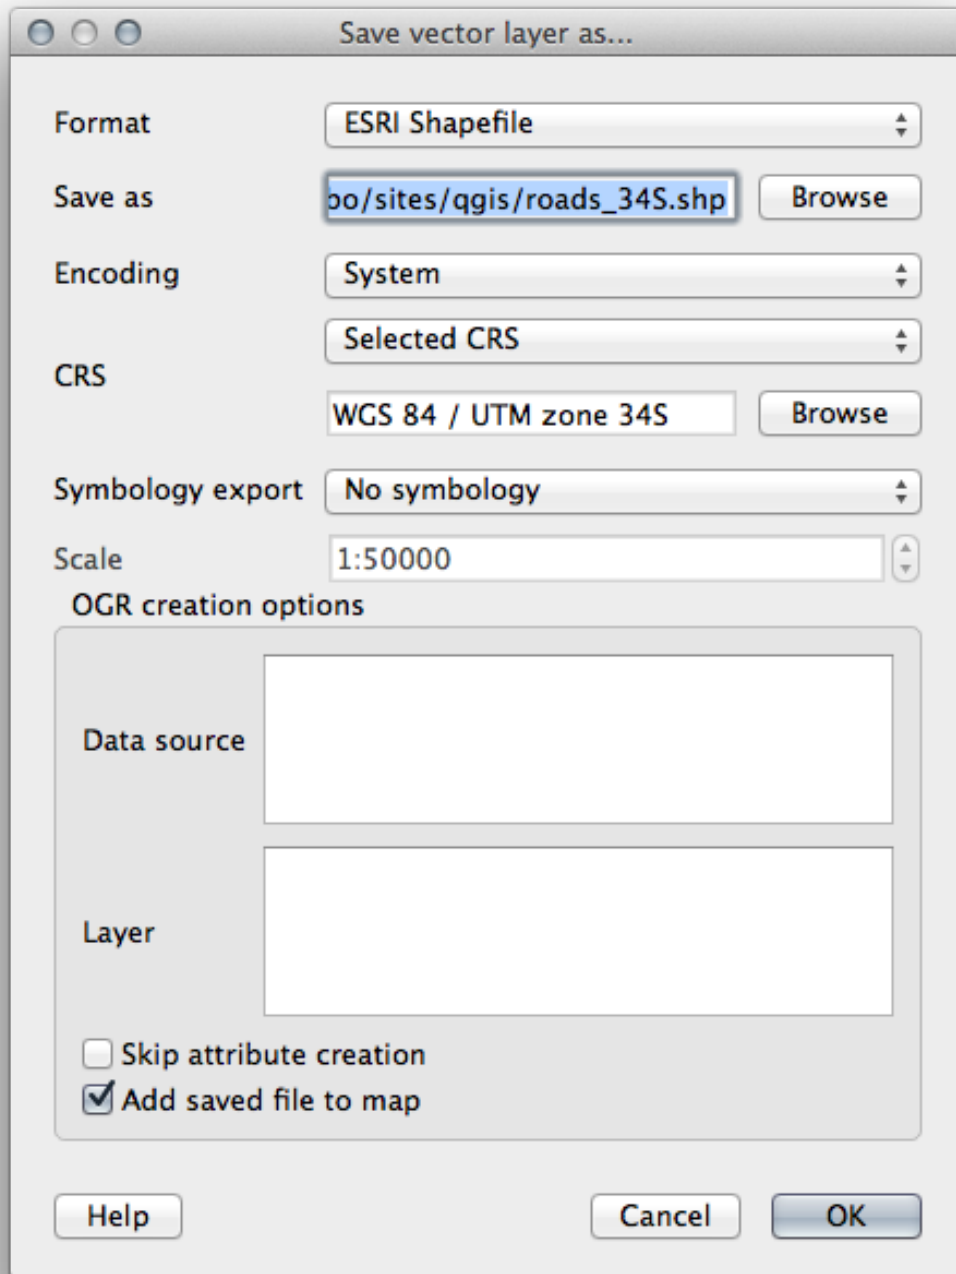 Save vector layer as...
Format ESRI Shapefile
Save as bo/sites/qgis/roads_34S.shp Browse
Encoding System
Selected CRS
CRS
WGS 84 / UTM zone 34S Browse
Symbology export No symbology
Scale 1:50000
OGR creation options
Data source
Layer
Skip attribute creation
Add saved file to map
Help Cancel OK